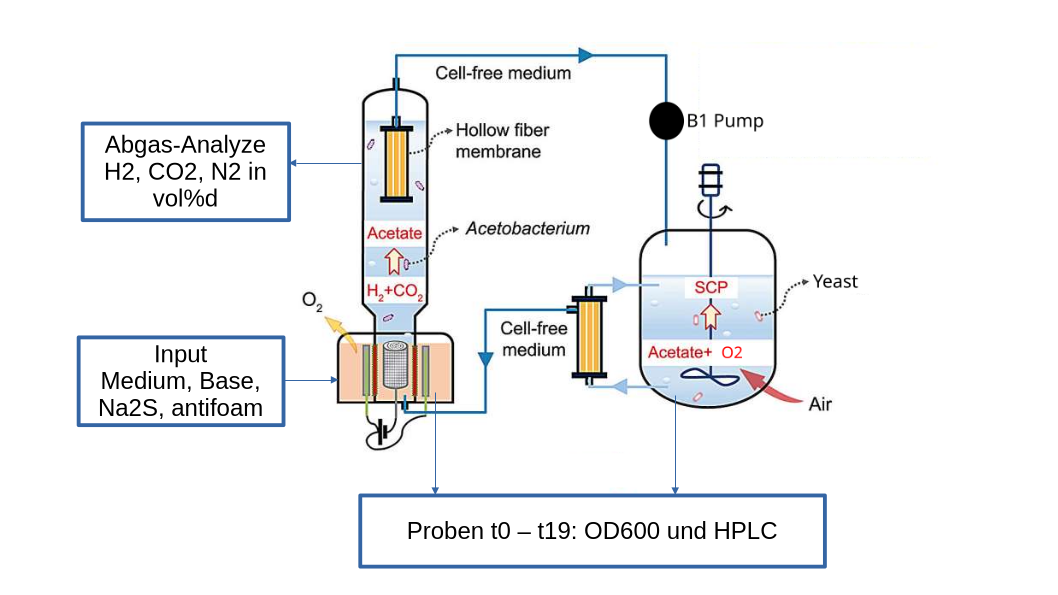 Cell-free medium
B1 Pump
Hollow fiber
membrane
Abgas-Analyze
H2, CO2, N2 in
vol%d
Acetate
Acetobacterium
H₂+CO₂
O₂
Yeast
SCP
Cell-free
medium
Acetate+ O2
Air
Input
Medium, Base,
Na2S, antifoam
Proben t0 – t19: OD600 und HPLC